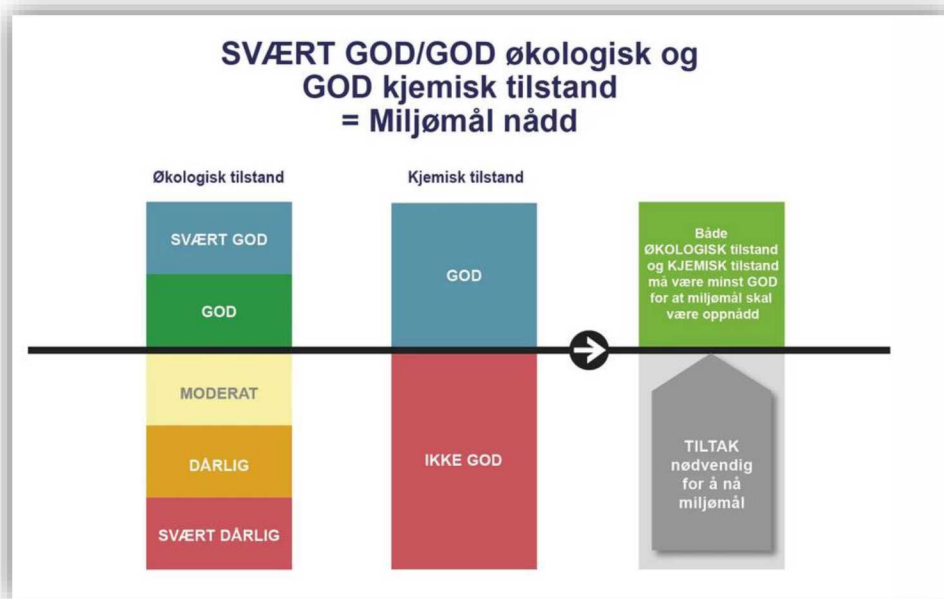 SVÆRT GOD/GOD økologisk og
GOD kjemisk tilstand
= Miljømål nådd
Økologisk tilstand
SVÆRT GOD
GOD
MODERAT
DÅRLIG
SVÆRT DÅRLIG
Kjemisk tilstand
GOD
IKKE GOD
Både
ØKOLOGISK tilstand
og KJEMISK tilstand
må være minst GOD
for at miljømål skal
være oppnådd
TILTAK
nødvendig
for å nå
miljømål